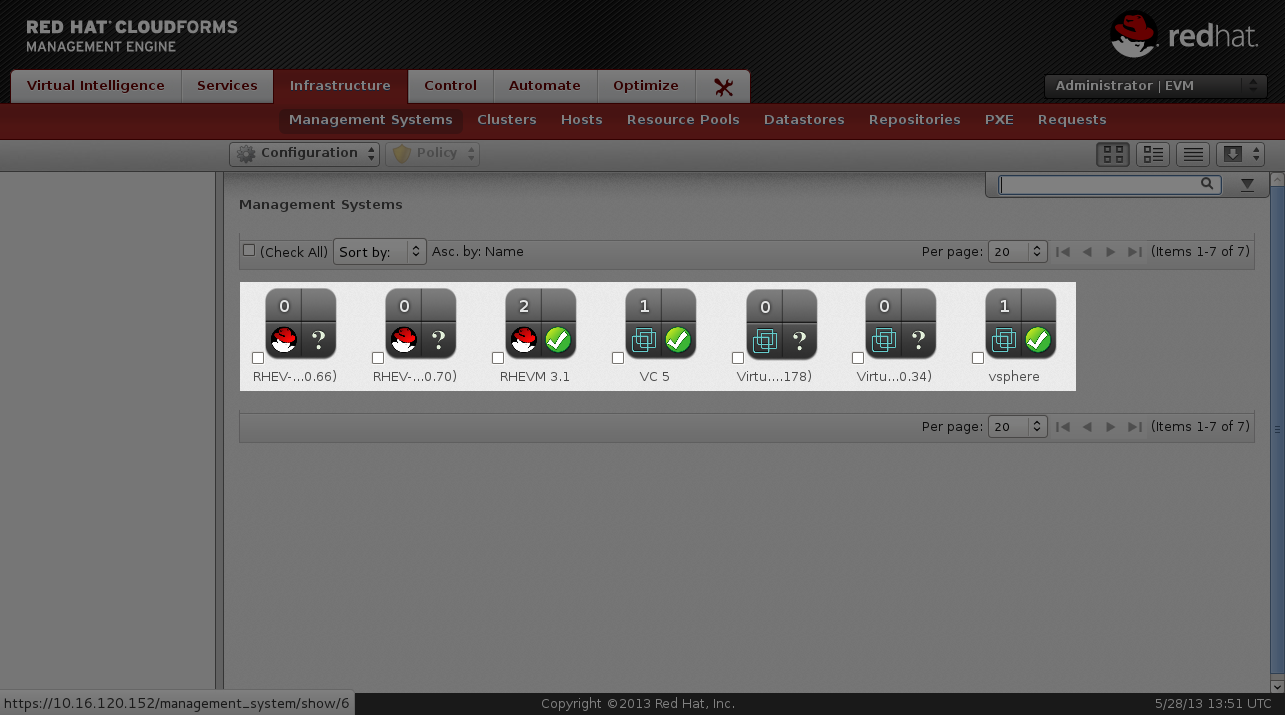 RED HAT CLOUDFORMS
MANAGEMENT ENGINE
redhat.
Virtual Intelligence Services Infrastructure Control Automate Optimize
Administrator | EVM
Management Systems Clusters Hosts Resource Pools Datastores Repositories PXE Requests
Configuration Policy
Management Systems
(Check All) Sort by: Asc. by: Name Per page: 20 (Items 1-7 of 7)
0 0 2 1 0 0 1
? ? ? ?
RHEV-...0.66) RHEV-...0.70) RHEVM 3.1 VC 5 Virtu....178) Virtu...0.34) vsphere
Per page: 20 (Items 1-7 of 7)
https://10.16.120.152/management_system/show/6 Copyright ©2013 Red Hat, Inc. 5/28/13 13:51 UTC